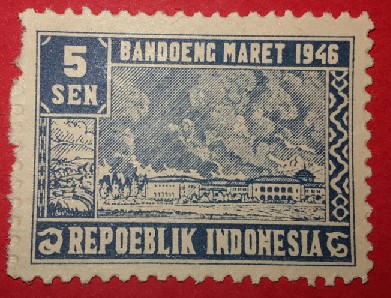 5
SEN
BANDOENG MARET 1946
REPOEBLIK INDONESIA